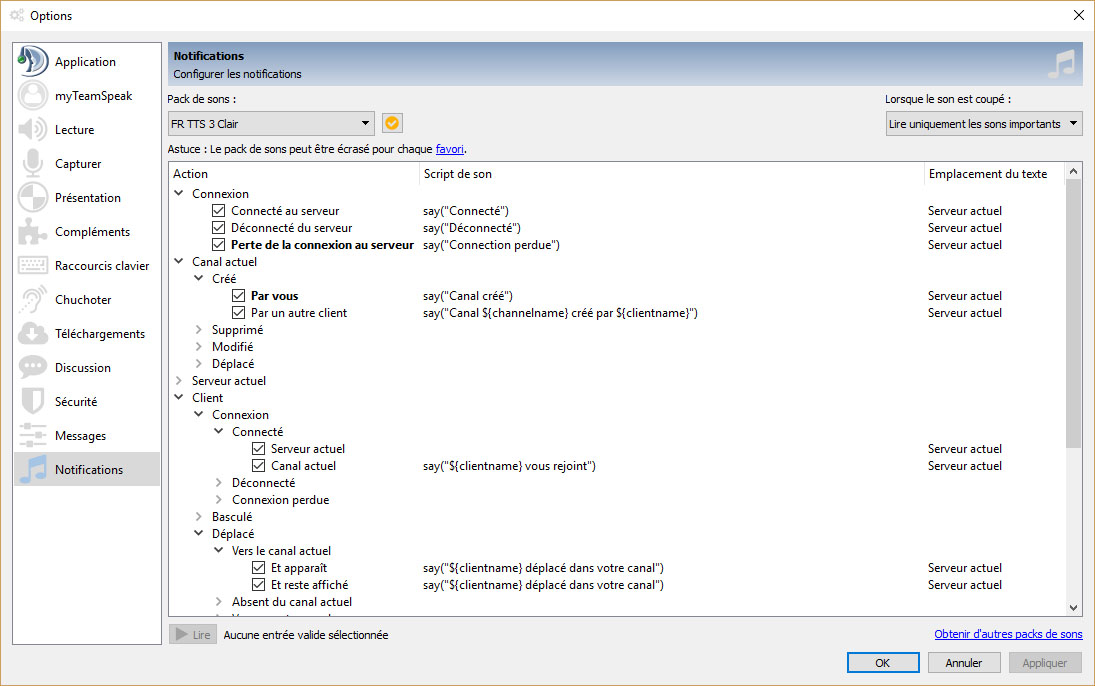 Options
Application
myTeamSpeak
Lecture
Capturer
Présentation
Compléments
Raccourcis clavier
Chuchoter
Téléchargements
Discussion
Sécurité
Messages
Notifications
Notifications
Configurer les notifications
Pack de sons :
Lorsque le son est coupé :
FR TTS 3 Clair
Lire uniquement les sons importants
Astuce : Le pack de sons peut être écrasé pour chaque favori.
Action Script de son Emplacement du texte
Connexion
Connecté au serveur say("Connecté") Serveur actuel
Déconnecté du serveur say("Déconnecté") Serveur actuel
Perte de la connexion au serveur say("Connection perdue") Serveur actuel
Canal actuel
Créé
Par vous say("Canal créé") Serveur actuel
Par un autre client say("Canal ${channelname} créé par ${clientname}") Serveur actuel
Supprimé
Modifié
Déplacé
Serveur actuel
Client
Connexion
Connecté
Serveur actuel Serveur actuel
Canal actuel say("${clientname} vous rejoint") Serveur actuel
Déconnecté
Connexion perdue
Basculé
Déplacé
Vers le canal actuel
Et apparaît say("${clientname} déplacé dans votre canal") Serveur actuel
Et reste affiché say("${clientname} déplacé dans votre canal") Serveur actuel
Absent du canal actuel
Lire Aucune entrée valide sélectionnée
Obtenir d'autres packs de sons
OK Annuler Appliquer